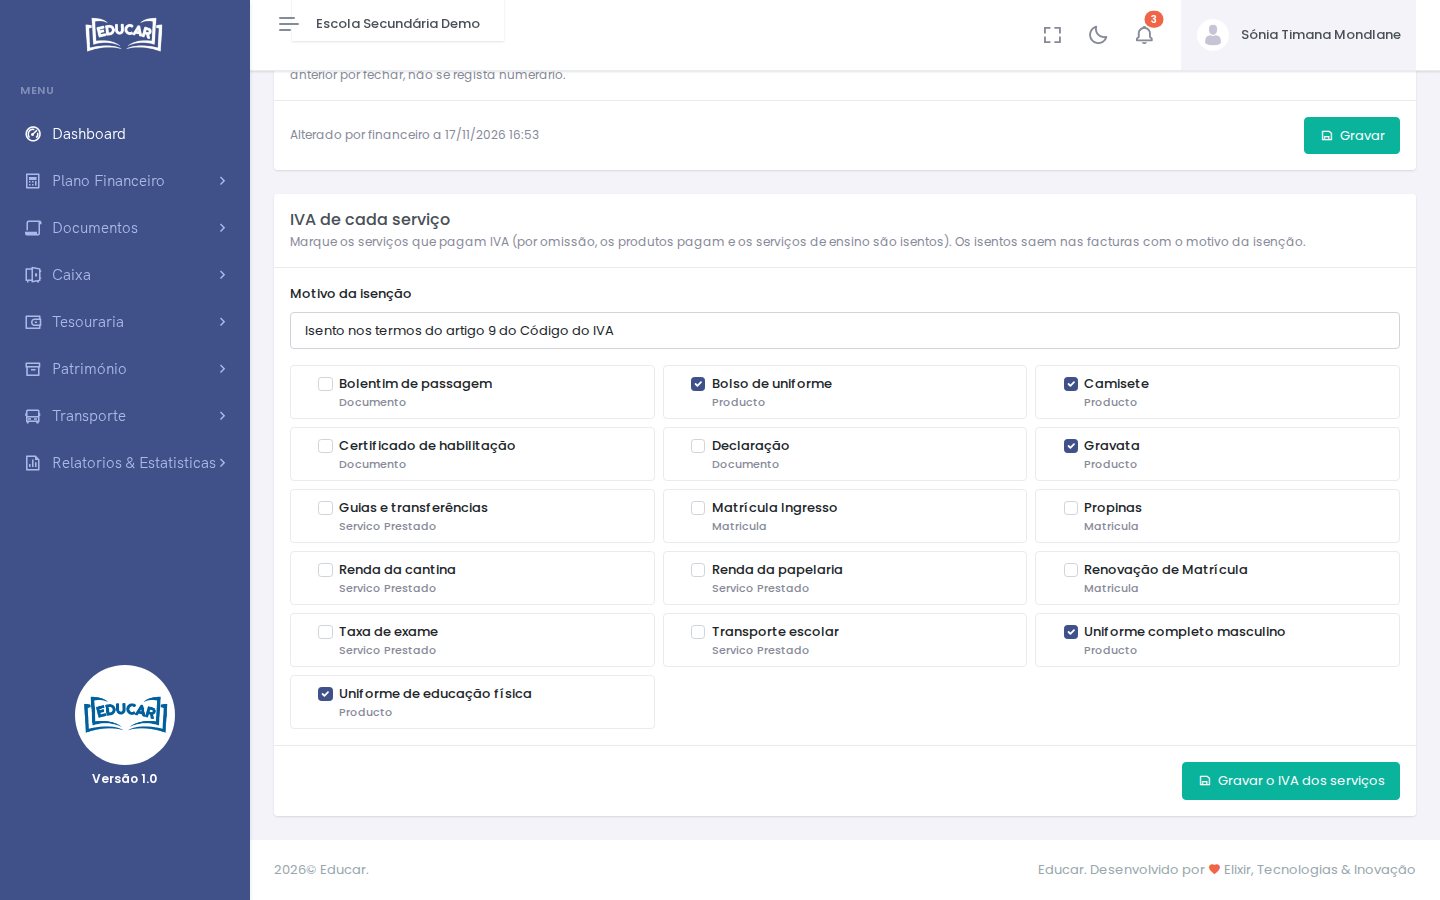 EDUCAR
Escola Secundária Demo
3
Sónia Timana Mondlane
MENU
Dashboard
Plano Financeiro
Documentos
Caixa
Tesouraria
Patrimónío
Transporte
Relatorios & Estatisticas
EDUCAR
Versão 1.0
anterior por fechar, não se regista numerário.
Alterado por financeiro a 17/11/2026 16:53
Gravar
IVA de cada serviço
Marque os serviços que pagam IVA (por omissão, os produtos pagam e os serviços de ensino são isentos). Os isentos saem nas facturas com o motivo da isenção.
Motivo da isenção
Isento nos termos do artigo 9 do Código do IVA
Bolentim de passagem
Documento
Bolso de uniforme
Producto
Camisete
Producto
Certificado de habilitação
Documento
Declaração
Documento
Gravata
Producto
Guias e transferências
Servico Prestado
Matrícula Ingresso
Matricula
Propinas
Matricula
Renda da cantina
Servico Prestado
Renda da papelaria
Servico Prestado
Renovação de Matrícula
Matricula
Taxa de exame
Servico Prestado
Transporte escolar
Servico Prestado
Uniforme completo masculino
Producto
Uniforme de educação física
Producto
Gravar o IVA dos serviços
2026© Educar.
Educar. Desenvolvido por Elixir, Tecnologias & Inovação